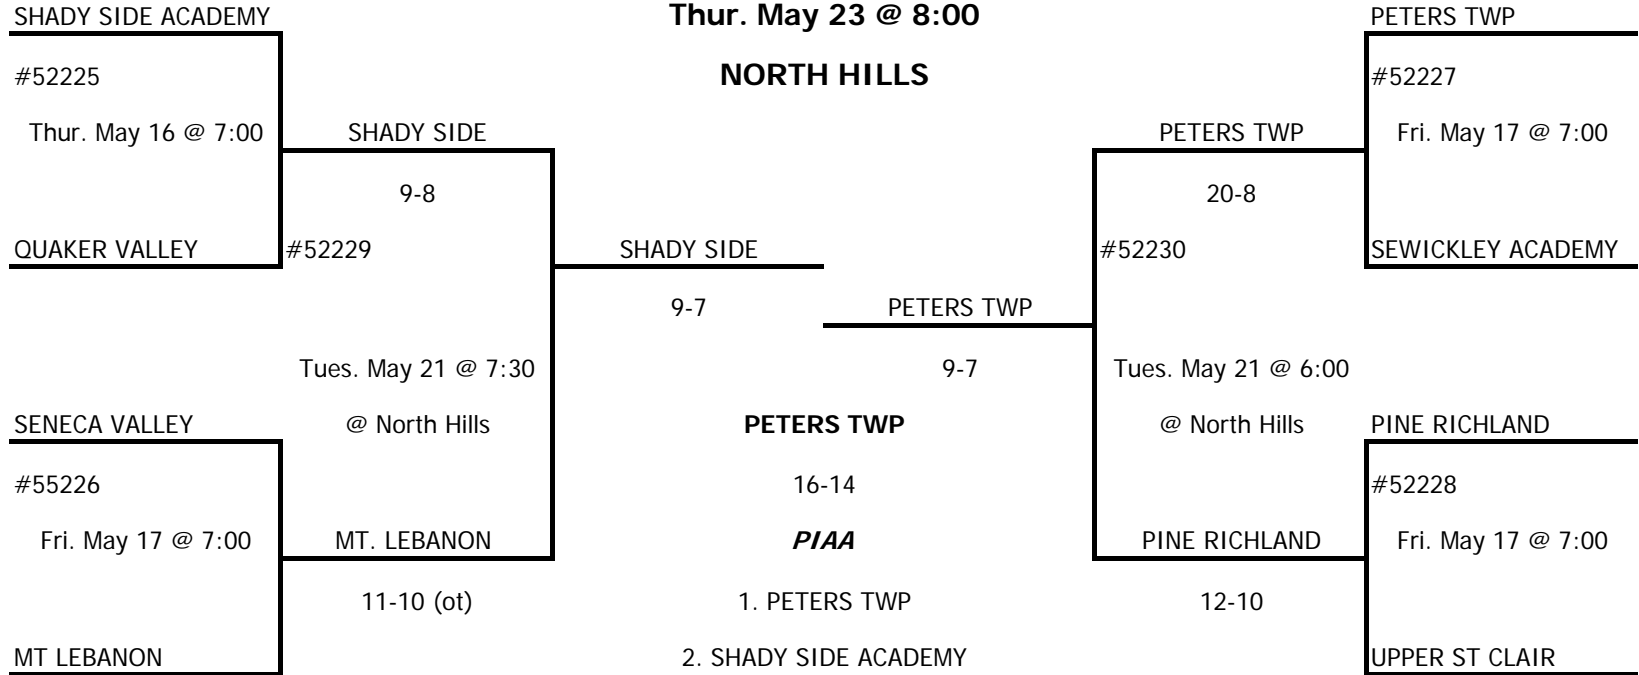 SHADY SIDE ACADEMY
Thur. May 23 @ 8:00
PETERS TWP
#52225
NORTH HILLS
#52227
Thur. May 16 @ 7:00
SHADY SIDE
PETERS TWP
Fri. May 17 @ 7:00
9-8
20-8
QUAKER VALLEY
#52229
SHADY SIDE
#52230
SEWICKLEY ACADEMY
9-7
PETERS TWP
Tues. May 21 @ 7:30
9-7
Tues. May 21 @ 6:00
SENECA VALLEY
@ North Hills
PETERS TWP
@ North Hills
PINE RICHLAND
#55226
16-14
#52228
Fri. May 17 @ 7:00
MT. LEBANON
PIAA
PINE RICHLAND
Fri. May 17 @ 7:00
11-10 (ot)
1. PETERS TWP
12-10
MT LEBANON
2. SHADY SIDE ACADEMY
UPPER ST CLAIR